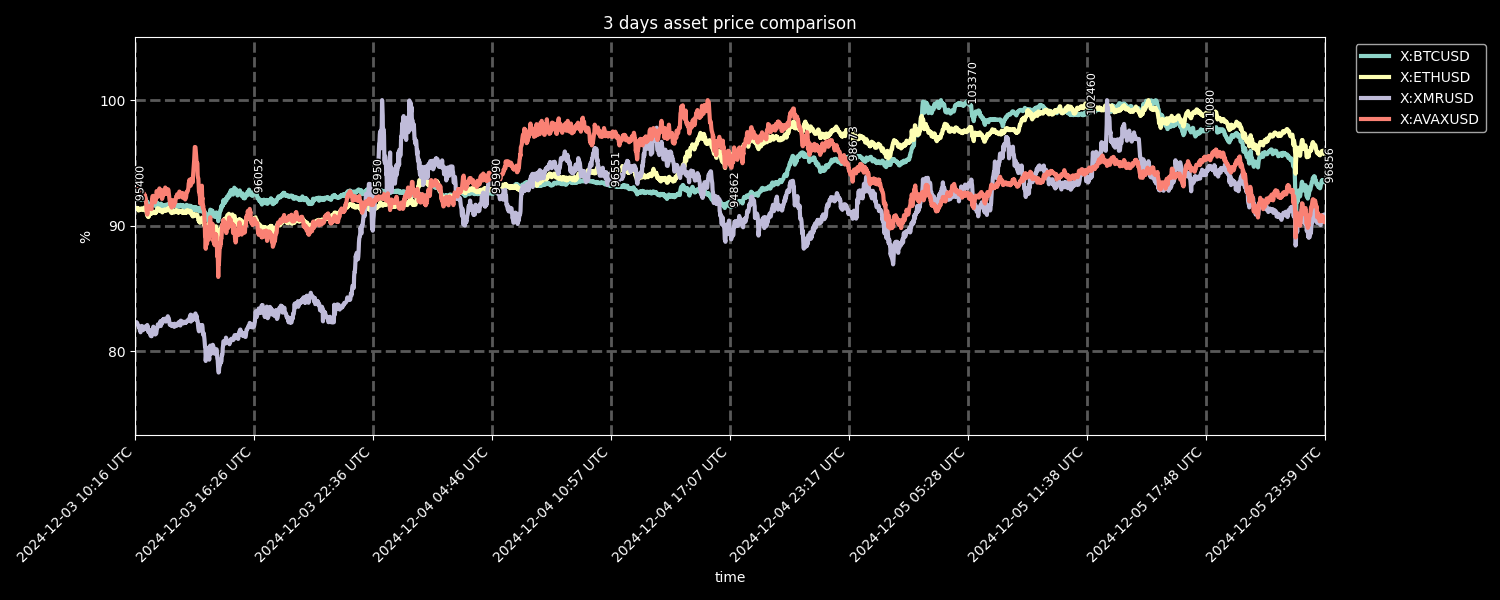 3 days asset price comparison
X:BTCUSD
X:ETHUSD
X:XMRUSD
X:AVAXUSD
100
90
80
%
95400
96052
95950
95990
96551
94862
98673
103370
102460
101080
96856
2024-12-03 10:16 UTC
2024-12-03 16:26 UTC
2024-12-03 22:36 UTC
2024-12-04 04:46 UTC
2024-12-04 10:57 UTC
2024-12-04 17:07 UTC
2024-12-04 23:17 UTC
2024-12-05 05:28 UTC
2024-12-05 11:38 UTC
2024-12-05 17:48 UTC
2024-12-05 23:59 UTC
time